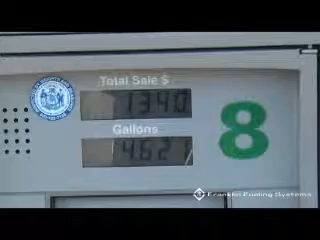 Total Sale $
13.40
Gallons
4.621
8
Franklin Fueling Systems